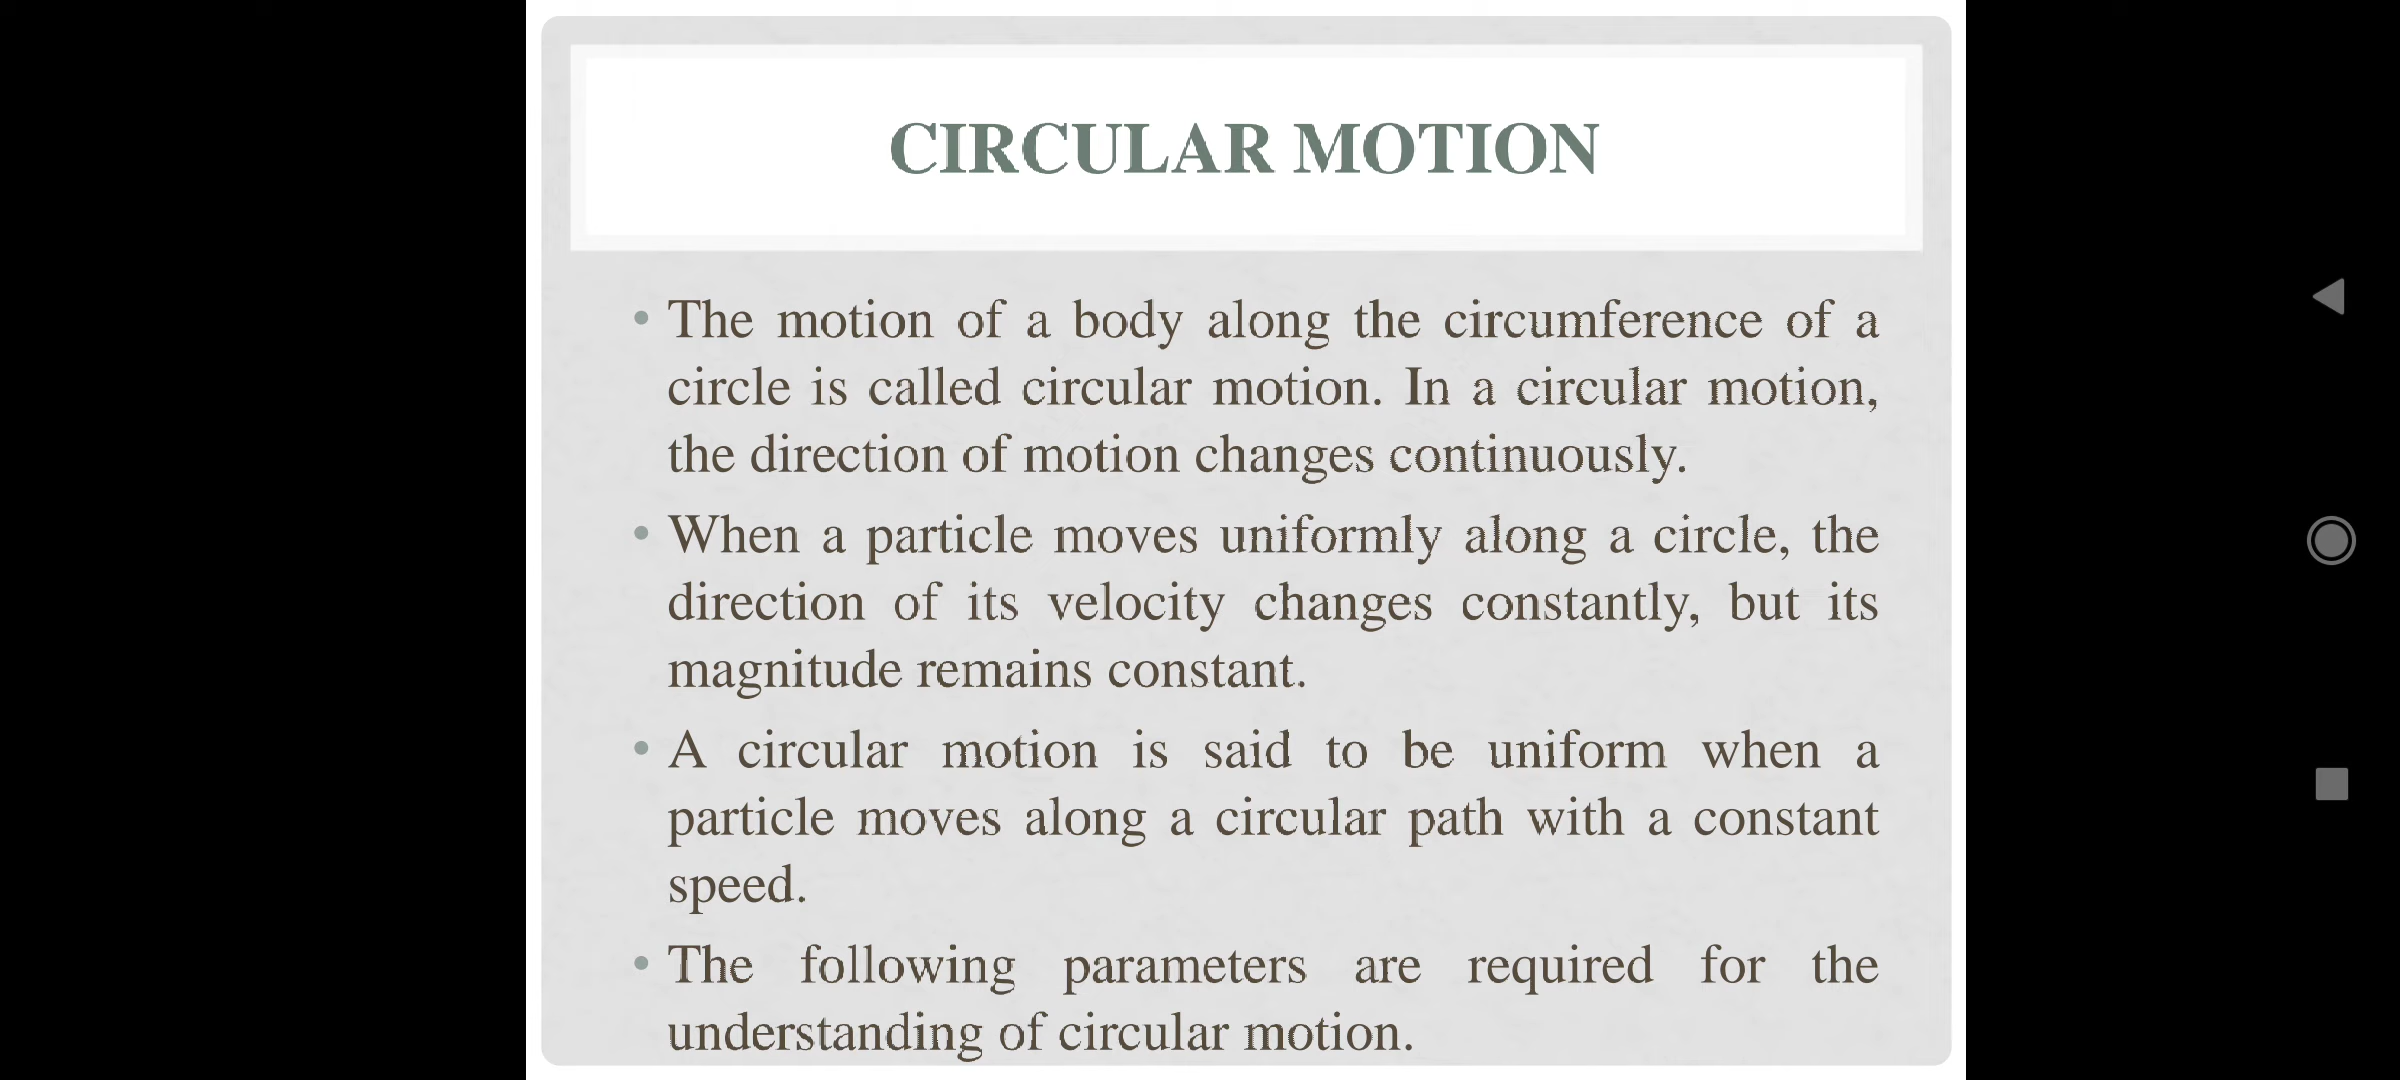 CIRCULAR MOTION
• The motion of a body along the circumference of a
circle is called circular motion. In a circular motion,
the direction of motion changes continuously.
• When a particle moves uniformly along a circle, the
direction of its velocity changes constantly, but its
magnitude remains constant.
• A circular motion is said to be uniform when a
particle moves along a circular path with a constant
speed.
• The following parameters are required for the
understanding of circular motion.